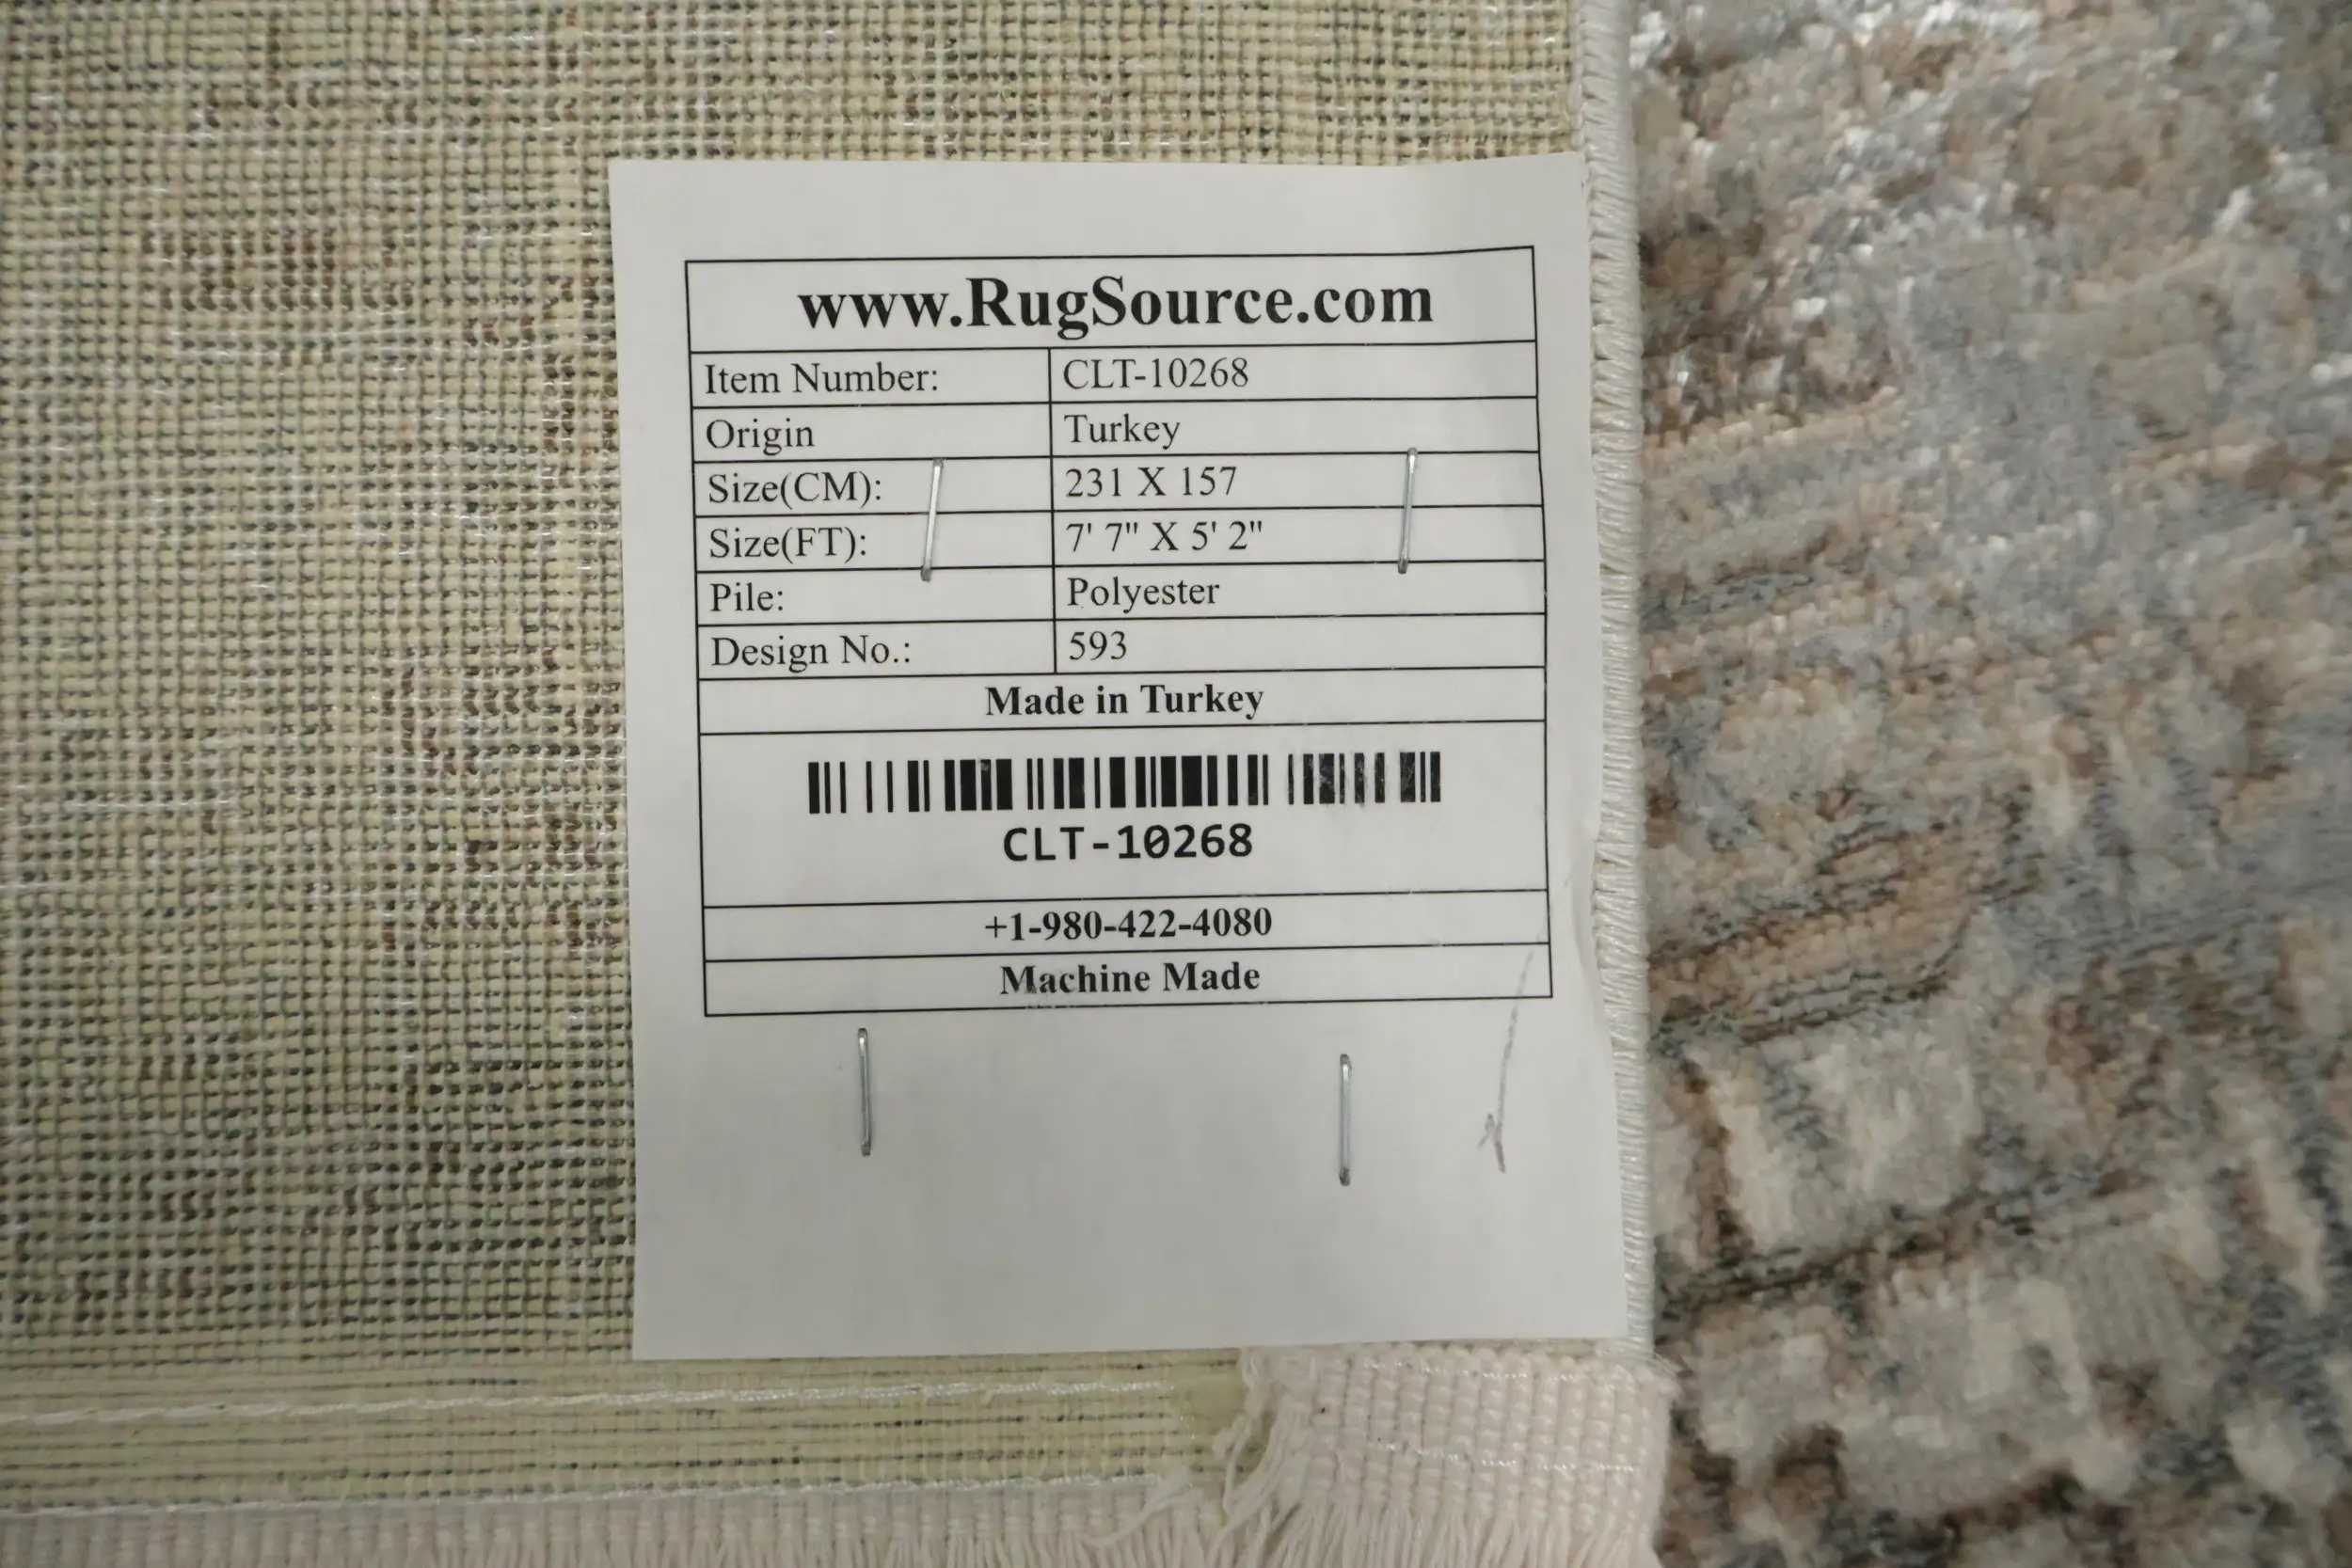 www.RugSource.com
Item Number: CLT-10268
Origin Turkey
Size(CM): 231 X 157
Size(FT): 7' 7" X 5' 2"
Pile: Polyester
Design No.: 593
Made in Turkey
CLT-10268
+1-980-422-4080
Machine Made